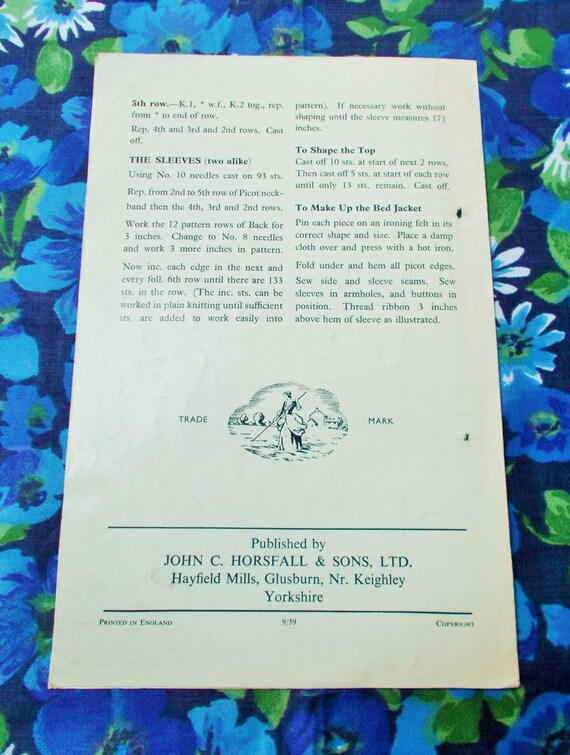 5th row.—K.1, * w.f., K.2 tog., rep.
from * to end of row.
Rep. 4th and 3rd and 2nd rows. Cast
off.
THE SLEEVES (two alike)
Using No. 10 needles cast on 93 sts.
Rep. from 2nd to 5th row of Picot neck-
band then the 4th, 3rd and 2nd rows.
Work the 12 pattern rows of Back for
3 inches. Change to No. 8 needles
and work 3 more inches in pattern.
Now inc. each edge in the next and
every foll. 6th row until there are 133
sts. in the row. (The inc. sts. can be
worked in plain knitting until sufficient
sts. are added to work easily into
pattern). If necessary work without
shaping until the sleeve measures 17½
inches.
To Shape the Top
Cast off 10 sts. at start of next 2 rows.
Then cast off 5 sts. at start of each row
until only 13 sts. remain. Cast off.
To Make Up the Bed Jacket
Pin each piece on an ironing felt in its
correct shape and size. Place a damp
cloth over and press with a hot iron.
Fold under and hem all picot edges.
Sew side and sleeve seams. Sew
sleeves in armholes, and buttons in
position. Thread ribbon 3 inches
above hem of sleeve as illustrated.
TRADE MARK
Published by
JOHN C. HORSFALL & SONS, LTD.
Hayfield Mills, Glusburn, Nr. Keighley
Yorkshire
PRINTED IN ENGLAND 9/59 COPYRIGHT